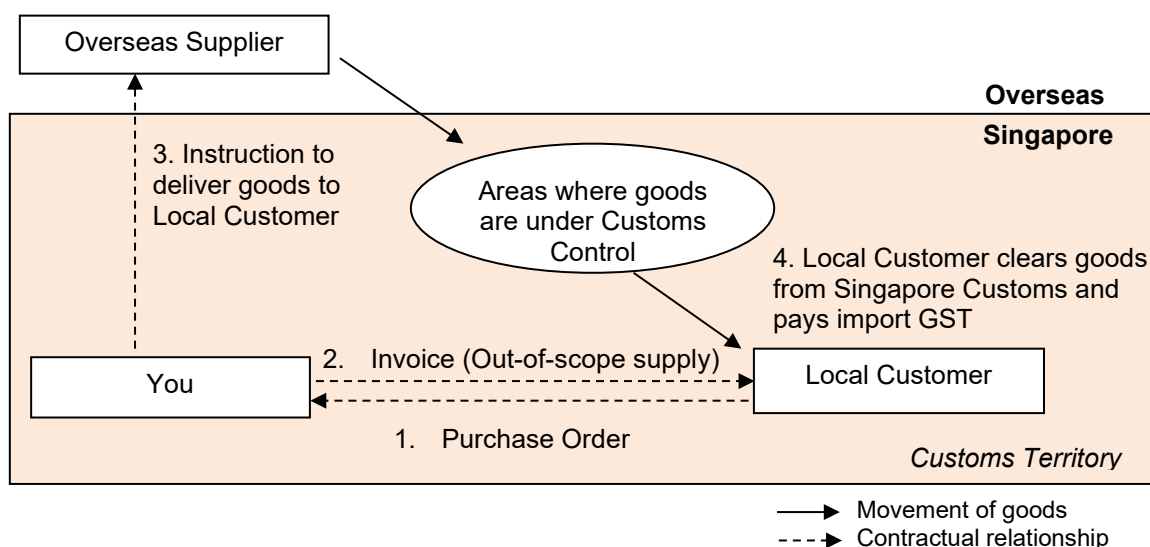 Overseas Supplier
Overseas
Singapore
3. Instruction to
deliver goods to
Local Customer
Areas where goods
are under Customs
Control
4. Local Customer clears goods
from Singapore Customs and
pays import GST
2. Invoice (Out-of-scope supply)
You
Local Customer
1. Purchase Order
Customs Territory
Movement of goods
Contractual relationship